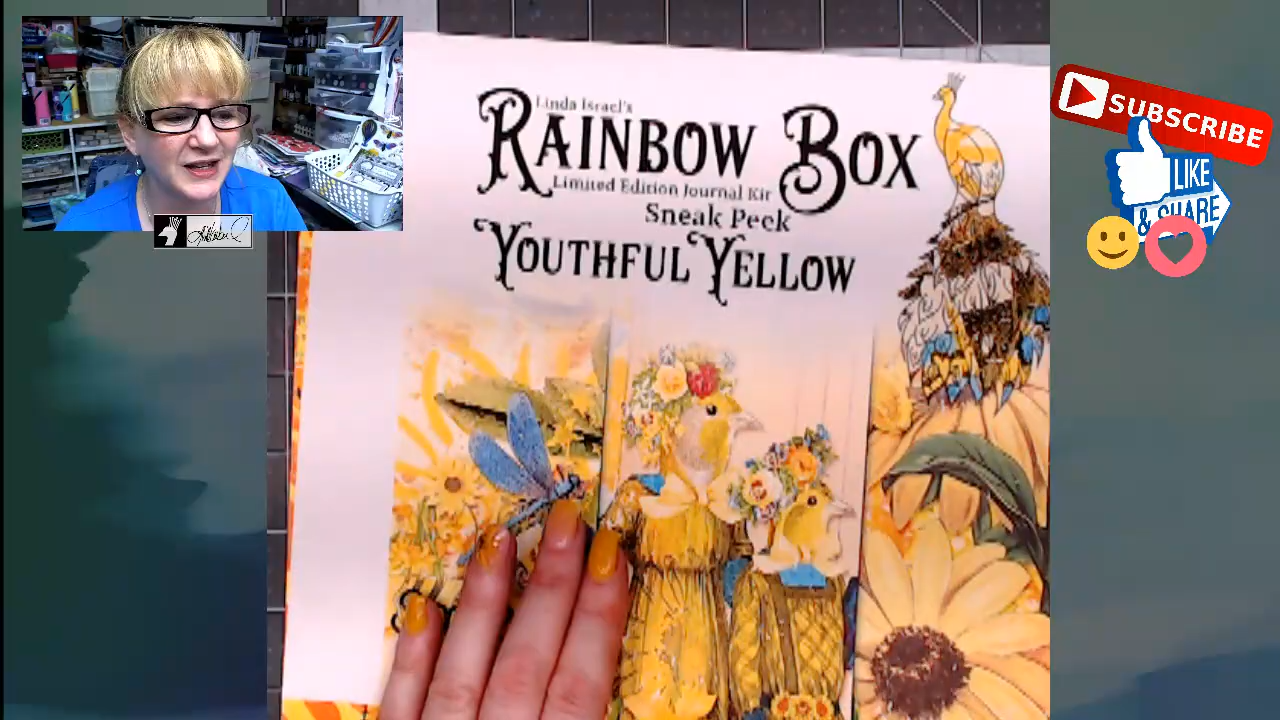 Linda Israel's
RAINBOW BOX
Limited Edition Journal Kit
Sneak Peek
YOUTHFUL YELLOW
SUBSCRIBE
LIKE
& SHARE